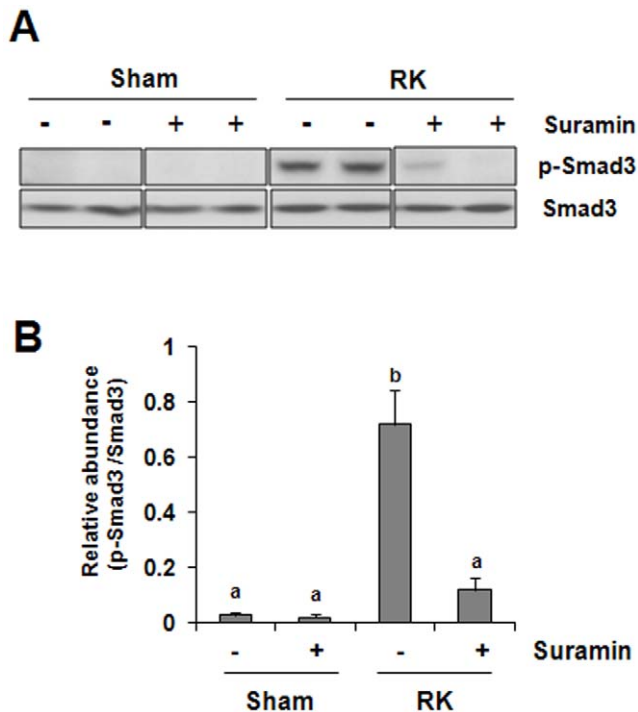 A
Sham RK
- - + + - - + + Suramin
p-Smad3
Smad3
B
Relative abundance
(p-Smad3 /Smad3)
1
0.8
0.6
0.4
0.2
0
a a b a
- + - + Suramin
Sham RK